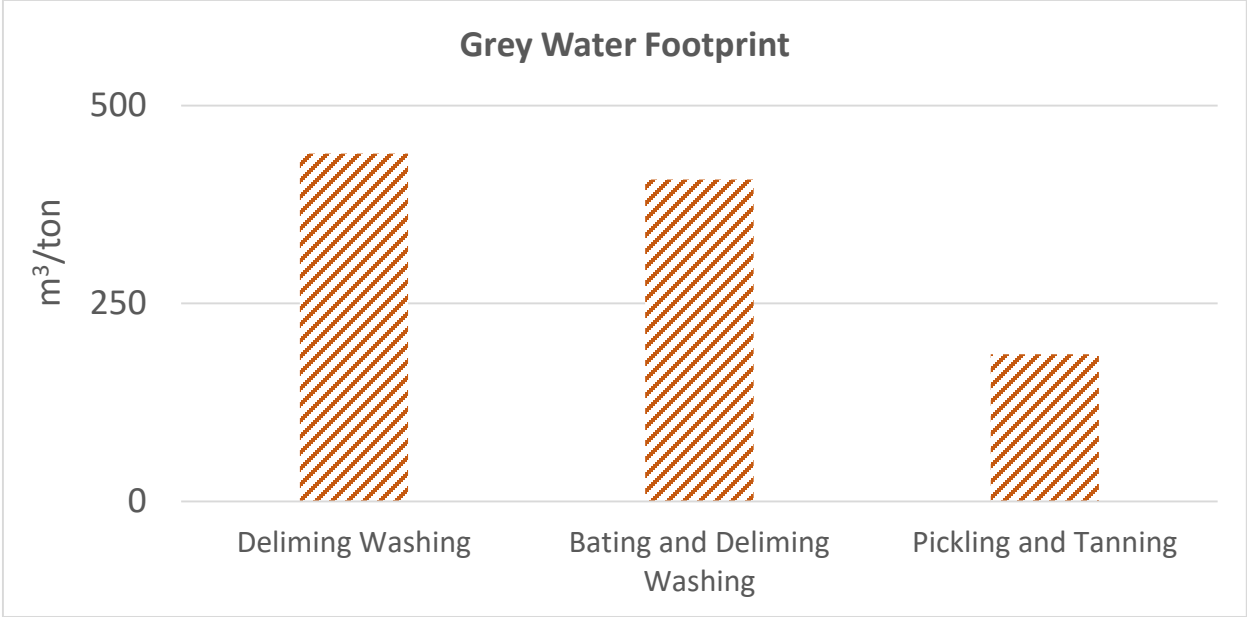 Grey Water Footprint
500
m³/ton
250
0
Deliming Washing
Bating and Deliming
Washing
Pickling and Tanning